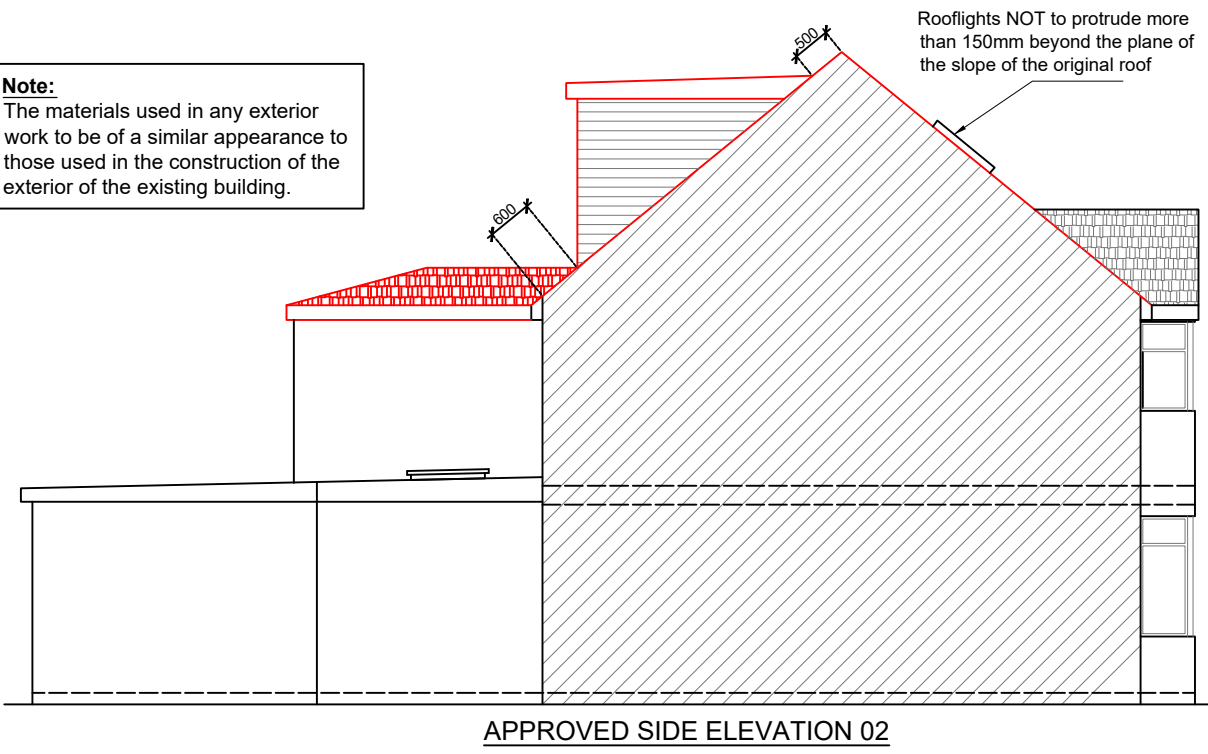 Rooflights NOT to protrude more
than 150mm beyond the plane of
the slope of the original roof
500
Note:
The materials used in any exterior
work to be of a similar appearance to
those used in the construction of the
exterior of the existing building.
600
APPROVED SIDE ELEVATION 02